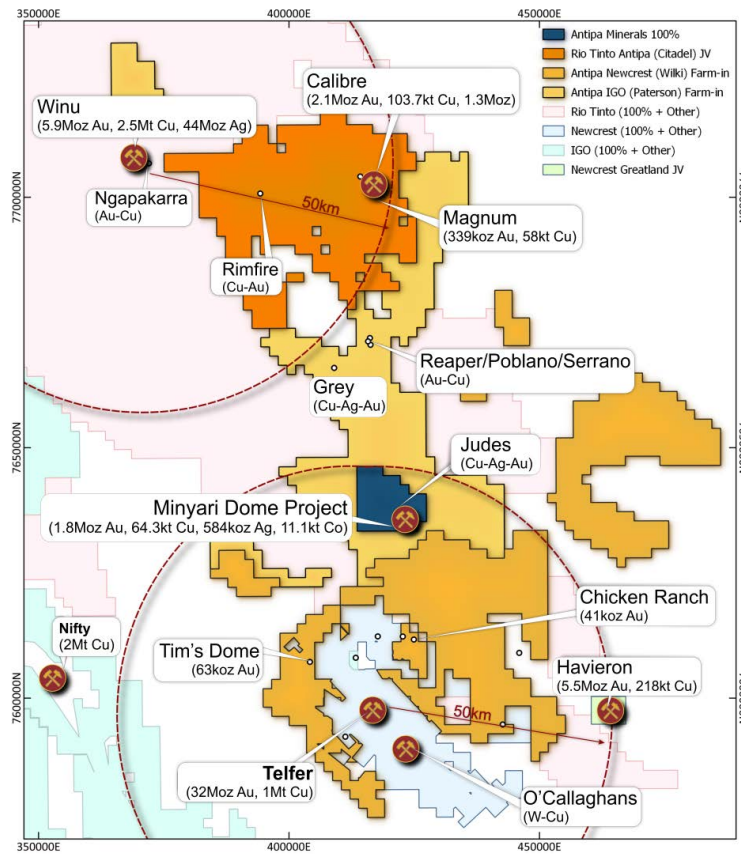 350000E
4000000E
450000E
Antipa Minerals 100%
Rio Tinto Antipa (Citadel) JV
Antipa Newcrest (Wilki) Farm-in
Antipa IGO (Paterson) Farm-in
Rio Tinto (100% + Other)
Newcrest (100% + Other)
IGO (100% + Other)
Newcrest Greatland JV
Calibre
(2.1Moz Au, 103.7kt Cu, 1.3Moz)
Winu
(5.9Moz Au, 2.5Mt Cu, 44Moz Ag)
Ngapakarra
(Au-Cu)
7700000N
50km
Magnum
(339koz Au, 58kt Cu)
Rimfire
(Cu-Au)
Reaper/Poblano/Serrano
(Au-Cu)
Grey
(Cu-Ag-Au)
7650000N
Judes
(Cu-Ag-Au)
Minyari Dome Project
(1.8Moz Au, 64.3kt Cu, 584koz Ag, 11.1kt Co)
Chicken Ranch
(41koz Au)
Nifty
(2Mt Cu)
Tim's Dome
(63koz Au)
Havieron
(5.5Moz Au, 218kt Cu)
7600000N
50km
Telfer
(32Moz Au, 1Mt Cu)
O'Callaghans
(W-Cu)
350000E
400000E
450000E